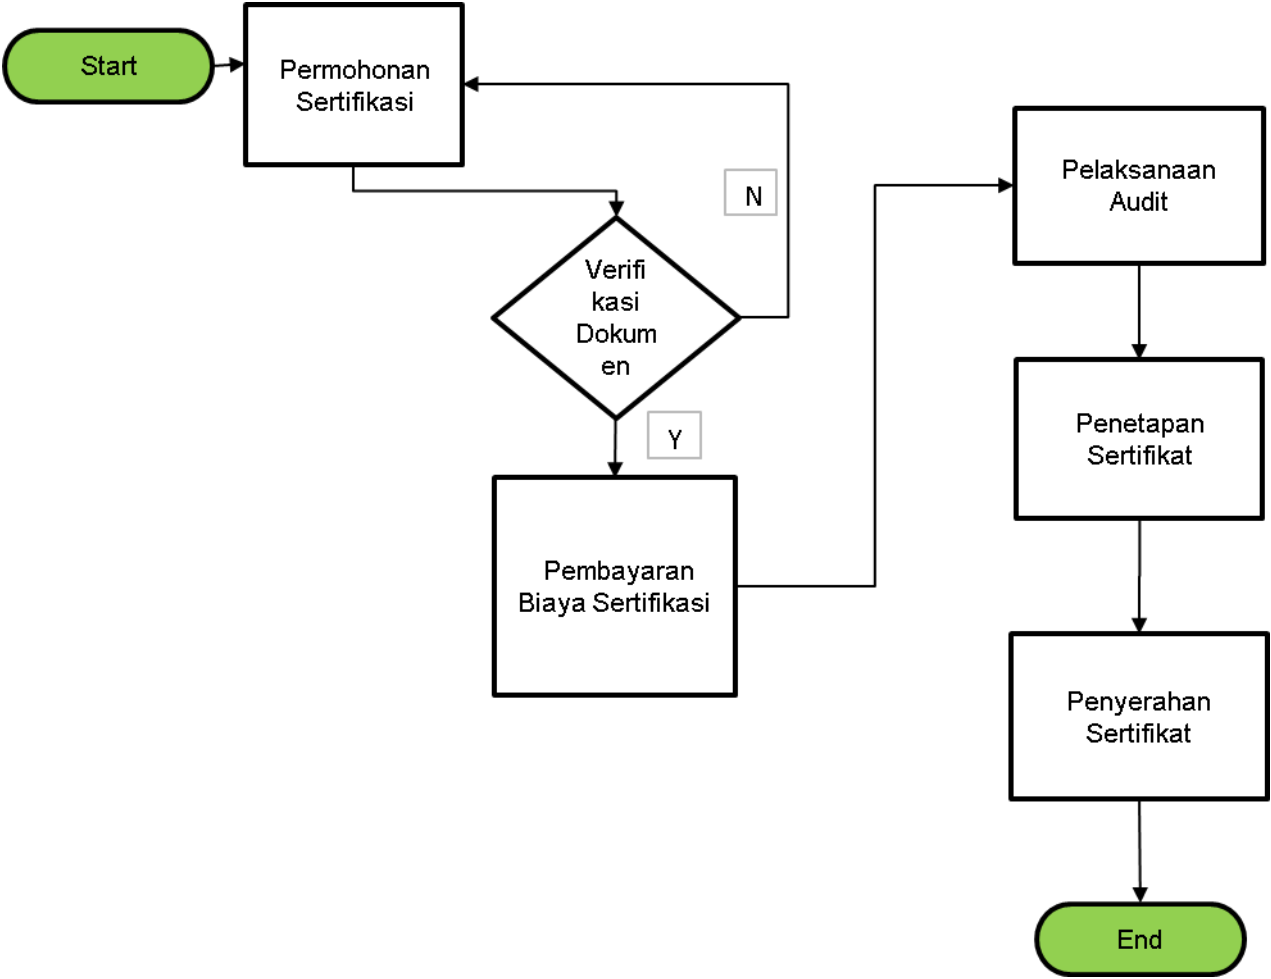 Start
Permohonan
Sertifikasi
N
Verifi
kasi
Dokum
en
Y
Pembayaran
Biaya Sertifikasi
Pelaksanaan
Audit
Penetapan
Sertifikat
Penyerahan
Sertifikat
End